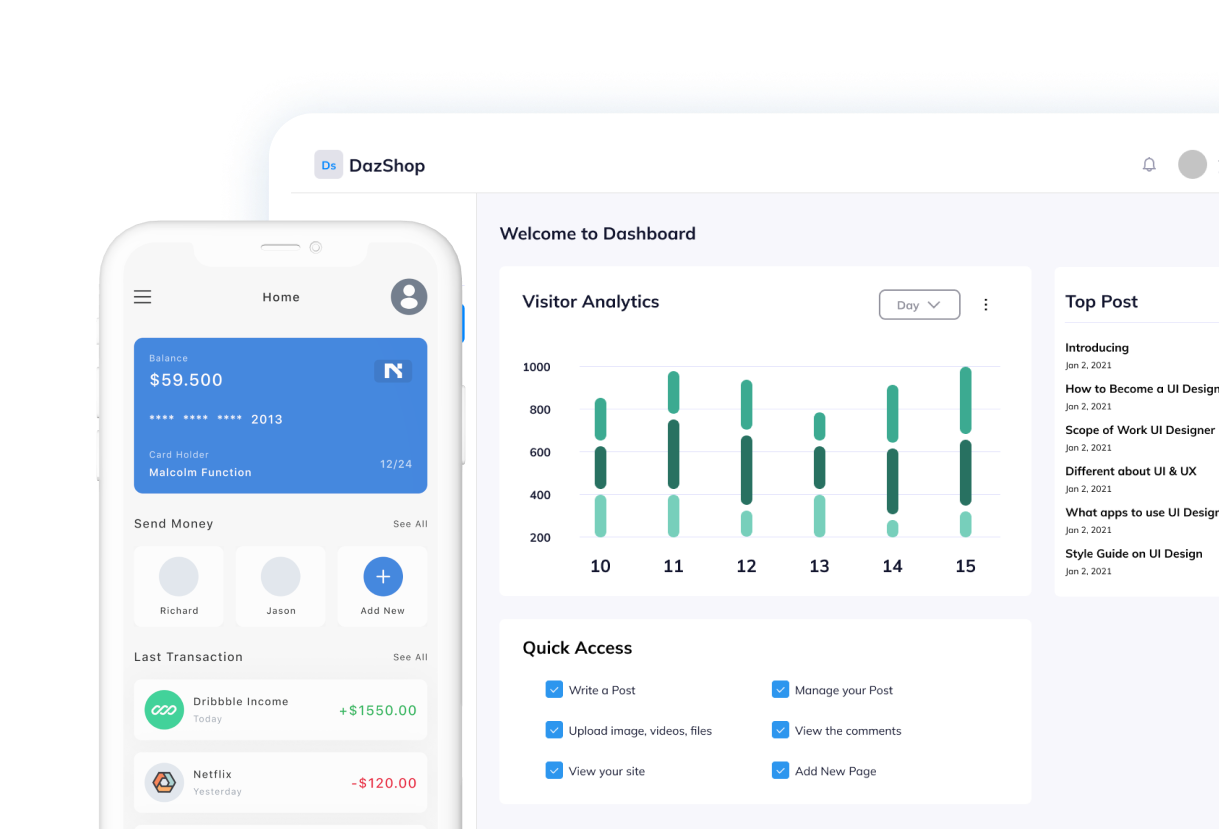 Ds DazShop
Welcome to Dashboard
Visitor Analytics
Day
1000
800
600
400
200
10 11 12 13 14 15
Top Post
Introducing
Jan 2, 2021
How to Become a UI Design
Jan 2, 2021
Scope of Work UI Designer
Jan 2, 2021
Different about UI & UX
Jan 2, 2021
What apps to use UI Design
Jan 2, 2021
Style Guide on UI Design
Jan 2, 2021
Quick Access
Write a Post
Manage your Post
Upload image, videos, files
View the comments
View your site
Add New Page
Home
Balance
$59.500
**** **** **** 2013
Card Holder
Malcolm Function
12/24
Send Money
See All
Richard
Jason
Add New
Last Transaction
See All
Dribbble Income
Today
+$1550.00
Netflix
Yesterday
-$120.00